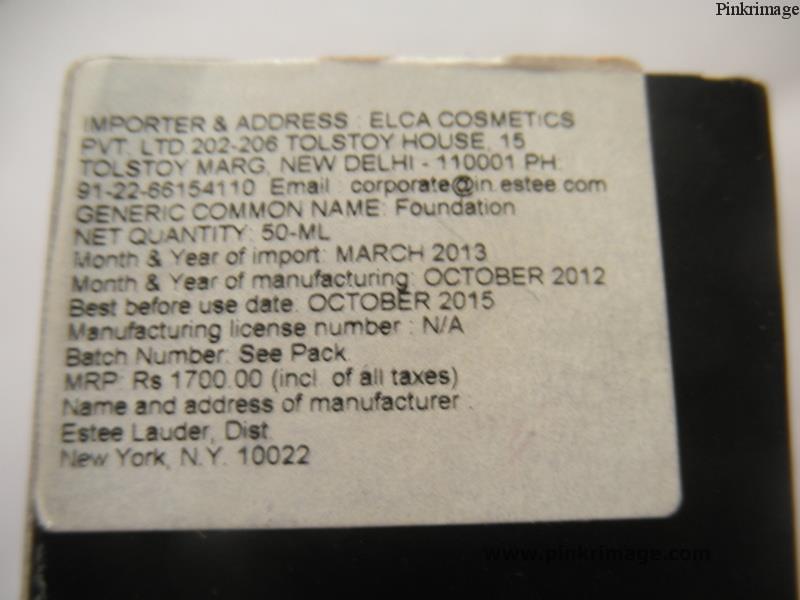 Pinkrimage
IMPORTER & ADDRESS : ELCA COSMETICS
PVT. LTD.202-206 TOLSTOY HOUSE, 15
TOLSTOY MARG, NEW DELHI - 110001 PH:
91-22-66154110 Email : corporate@in.estee.com
GENERIC COMMON NAME: Foundation
NET QUANTITY: 50-ML
Month & Year of import: MARCH 2013
Month & Year of manufacturing: OCTOBER 2012
Best before use date: OCTOBER 2015
Manufacturing license number : N/A
Batch Number: See Pack
MRP: Rs 1700.00 (incl. of all taxes)
Name and address of manufacturer :
Estee Lauder, Dist.
New York, N.Y. 10022
www.pinkrimage.com